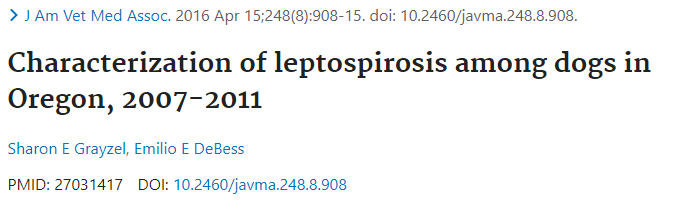 > J Am Vet Med Assoc. 2016 Apr 15;248(8):908-15. doi: 10.2460/javma.248.8.908.
Characterization of leptospirosis among dogs in
Oregon, 2007-2011
Sharon E Grayzel, Emilio E DeBess
PMID: 27031417 DOI: 10.2460/javma.248.8.908